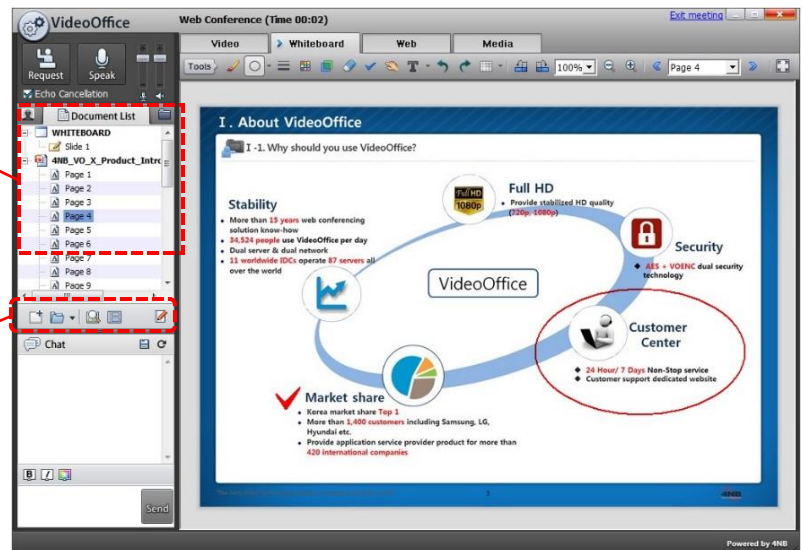 VideoOffice
Web Conference (Time 00:02)
Exit meeting
Video
Whiteboard
Web
Media
Request
Speak
Tools
100%
Page 4
Echo Cancellation
Document List
WHITEBOARD
Slide 1
4NB_VO_X_Product_Intro
Page 1
Page 2
Page 3
Page 4
Page 5
Page 6
Page 7
Page 8
Page 9
Chat
B I
Send
I. About VideoOffice
I -1. Why should you use VideoOffice?
Stability
• More than 15 years web conferencing
solution know-how
• 34,524 people use VideoOffice per day
• Dual server & dual network
• 11 worldwide IDCs operate 87 servers all
over the world
Full HD
1080p
Full HD
• Provide stabilized HD quality
(720p, 1080p)
Security
◆ AES + VOENC dual security
technology
VideoOffice
Customer
Center
◆ 24 Hour/ 7 Days Non-Stop service
◆ Customer support dedicated website
Market share
• Korea market share Top 1
• More than 1,400 customers including Samsung, LG,
Hyundai etc.
• Provide application service provider product for more than
420 international companies
3
4NB
Powered by 4NB